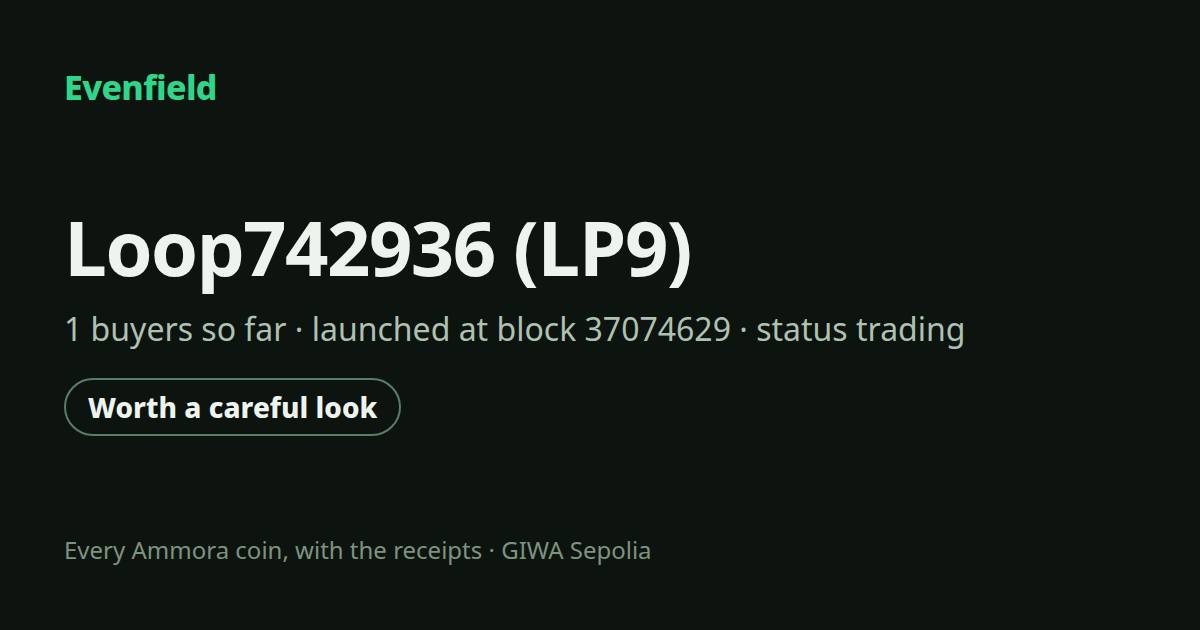 Evenfield
Loop742936 (LP9)
1 buyers so far · launched at block 37074629 · status trading
Worth a careful look
Every Ammora coin, with the receipts · GIWA Sepolia